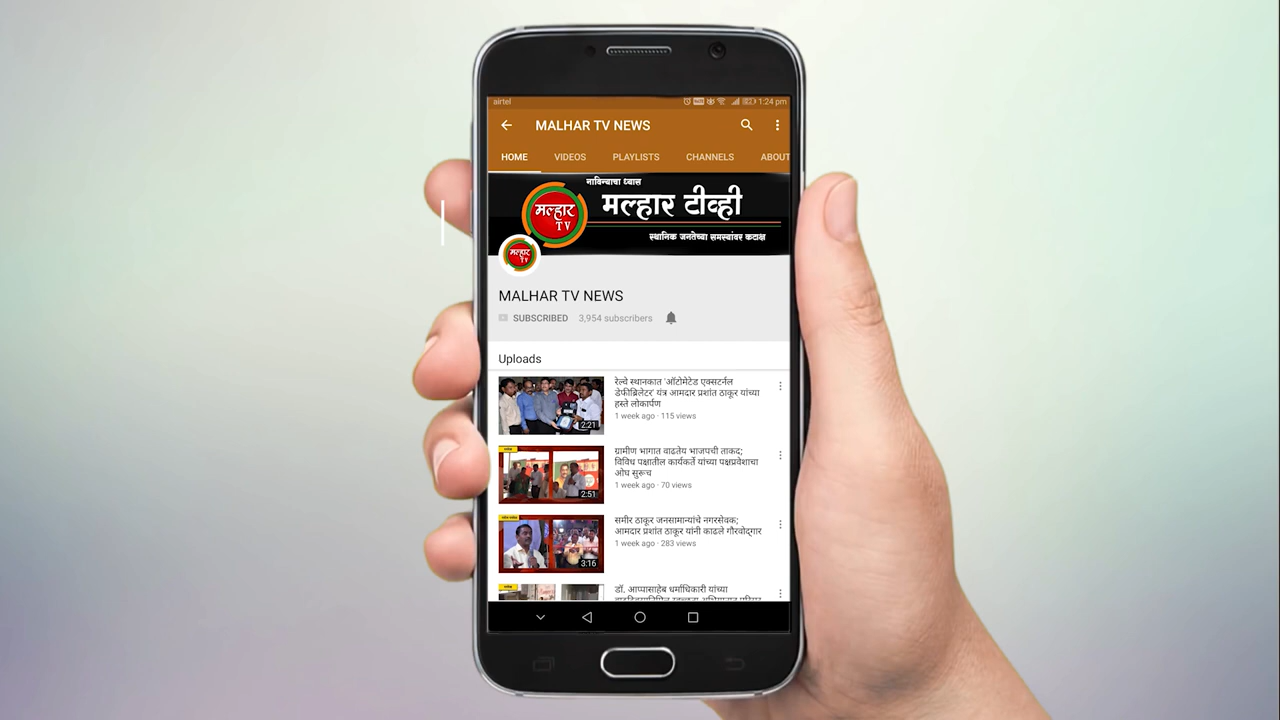 airtel 1:24 pm
MALHAR TV NEWS
HOME VIDEOS PLAYLISTS CHANNELS ABOUT
नाविन्याचा ध्यास
मल्हार टीव्ही
मल्हार
TV
स्थानिक जनतेच्या समस्यांवर कटाक्ष
मल्हार
TV
MALHAR TV NEWS
SUBSCRIBED 3,954 subscribers
Uploads
रेल्वे स्थानकात 'ऑटोमेटेड एक्सटर्नल
डेफीब्रिलेटर' यंत्र आमदार प्रशांत ठाकूर यांच्या
हस्ते लोकार्पण
1 week ago · 115 views
2:21
ग्रामीण भागात वाढतेय भाजपची ताकद;
विविध पक्षातील कार्यकर्ते यांच्या पक्षप्रवेशाचा
ओघ सुरूच
1 week ago · 70 views
2:51
समीर ठाकूर जनसामान्यांचे नगरसेवक;
आमदार प्रशांत ठाकूर यांनी काढले गौरवोद्‌गार
1 week ago · 283 views
3:16
डॉ. आप्पासाहेब धर्माधिकारी यांच्या